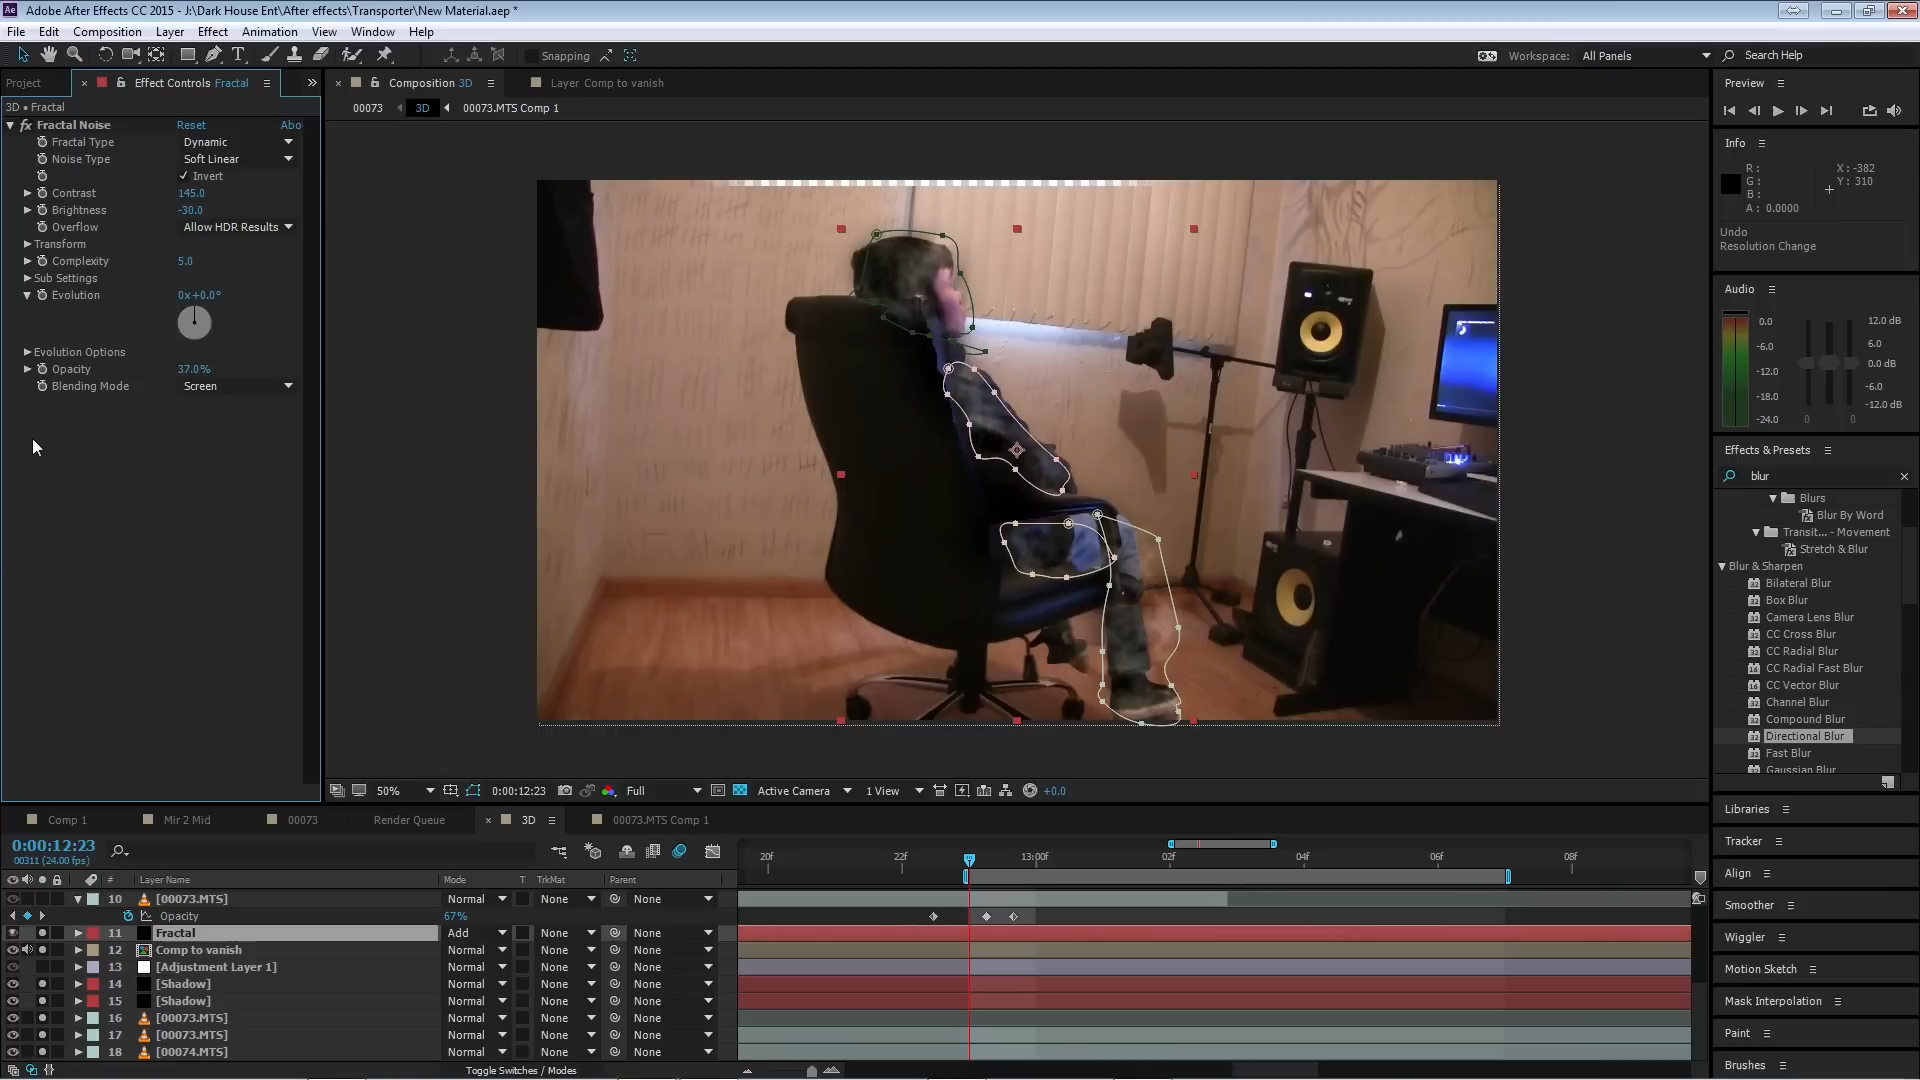 Adobe After Effects CC 2015 - J:\Dark House Ent\After effects\Transporter\New Material.aep *
File Edit Composition Layer Effect Animation View Window Help
Snapping
Workspace: All Panels Search Help
Project Effect Controls Fractal
Composition 3D Layer Comp to vanish
00073 3D 00073.MTS Comp 1
3D • Fractal
Fractal Noise Reset Abo
Fractal Type Dynamic
Noise Type Soft Linear
Invert
Contrast 145.0
Brightness -30.0
Overflow Allow HDR Results
Transform
Complexity 5.0
Sub Settings
Evolution 0x+0.0°
Evolution Options
Opacity 37.0%
Blending Mode Screen
Preview
Info
R :
G :
B :
A : 0.0000
X : -382
Y : 310
Undo
Resolution Change
Audio
0.0
-6.0
-12.0
-18.0
-24.0
0 0
12.0 dB
6.0
0.0 dB
-6.0
-12.0 dB
Effects & Presets
blur
Blurs
Blur By Word
Transit... - Movement
Stretch & Blur
Blur & Sharpen
Bilateral Blur
Box Blur
Camera Lens Blur
CC Cross Blur
CC Radial Blur
CC Radial Fast Blur
CC Vector Blur
Channel Blur
Compound Blur
Directional Blur
Fast Blur
Gaussian Blur
Libraries
Tracker
Align
Smoother
Wiggler
Motion Sketch
Mask Interpolation
Paint
Brushes
50% 0:00:12:23 Full Active Camera 1 View +0.0
Comp 1 Mir 2 Mid 00073 Render Queue 3D 00073.MTS Comp 1
0:00:12:23
00311 (24.00 fps)
20f 22f 13:00f 02f 04f 06f 08f
# Layer Name Mode T TrkMat Parent
10 [00073.MTS] Normal None None
Opacity 67%
11 Fractal Add None None
12 Comp to vanish Normal None None
13 [Adjustment Layer 1] Normal None None
14 [Shadow] Normal None None
15 [Shadow] Normal None None
16 [00073.MTS] Normal None None
17 [00073.MTS] Normal None None
18 [00074.MTS] Normal None None
Toggle Switches / Modes